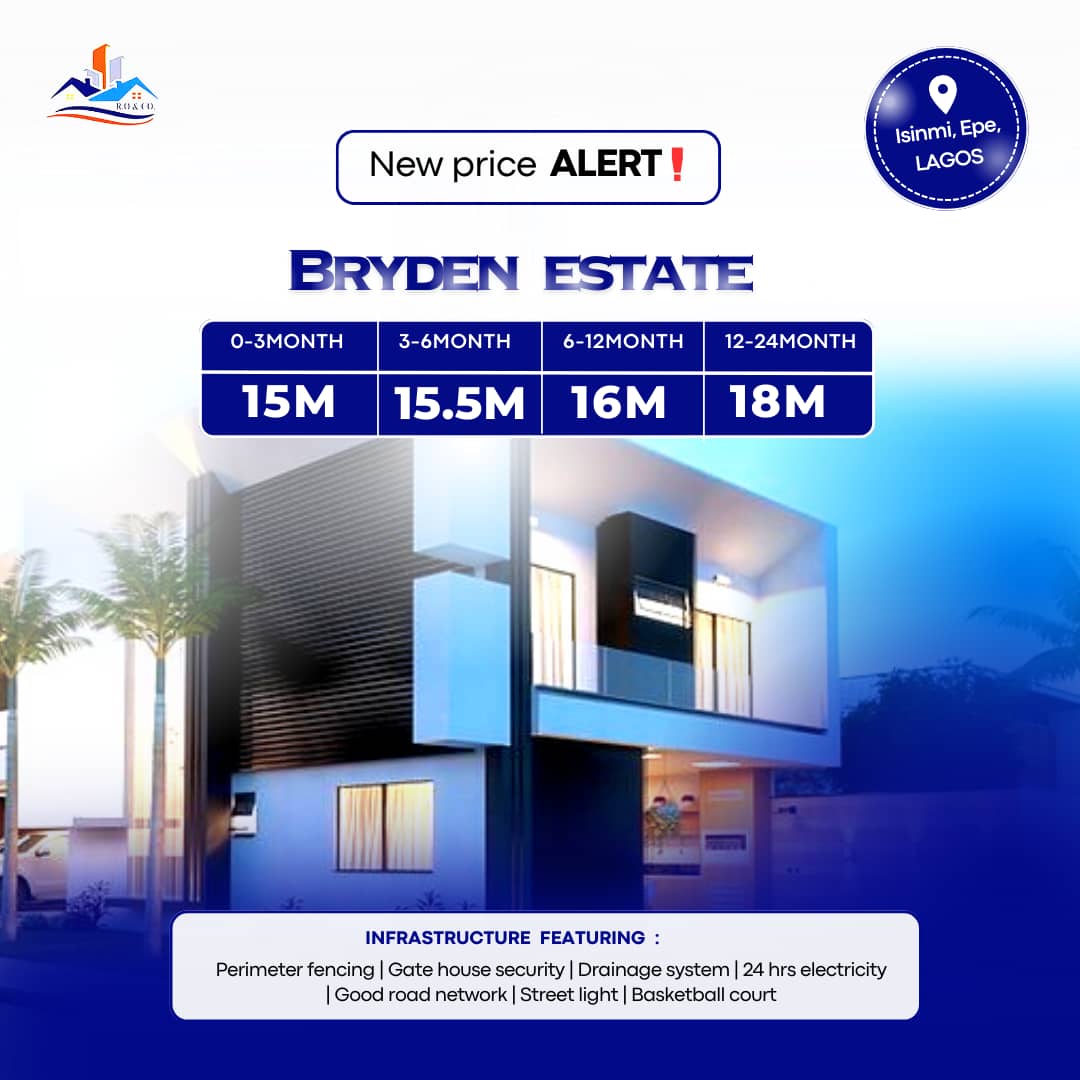 R.O & CO.
Isinmi, Epe,
LAGOS
New price ALERT❗
BRYDEN ESTATE
0-3MONTH 3-6MONTH 6-12MONTH 12-24MONTH
15M 15.5M 16M 18M
INFRASTRUCTURE FEATURING :
Perimeter fencing | Gate house security | Drainage system | 24 hrs electricity
| Good road network | Street light | Basketball court